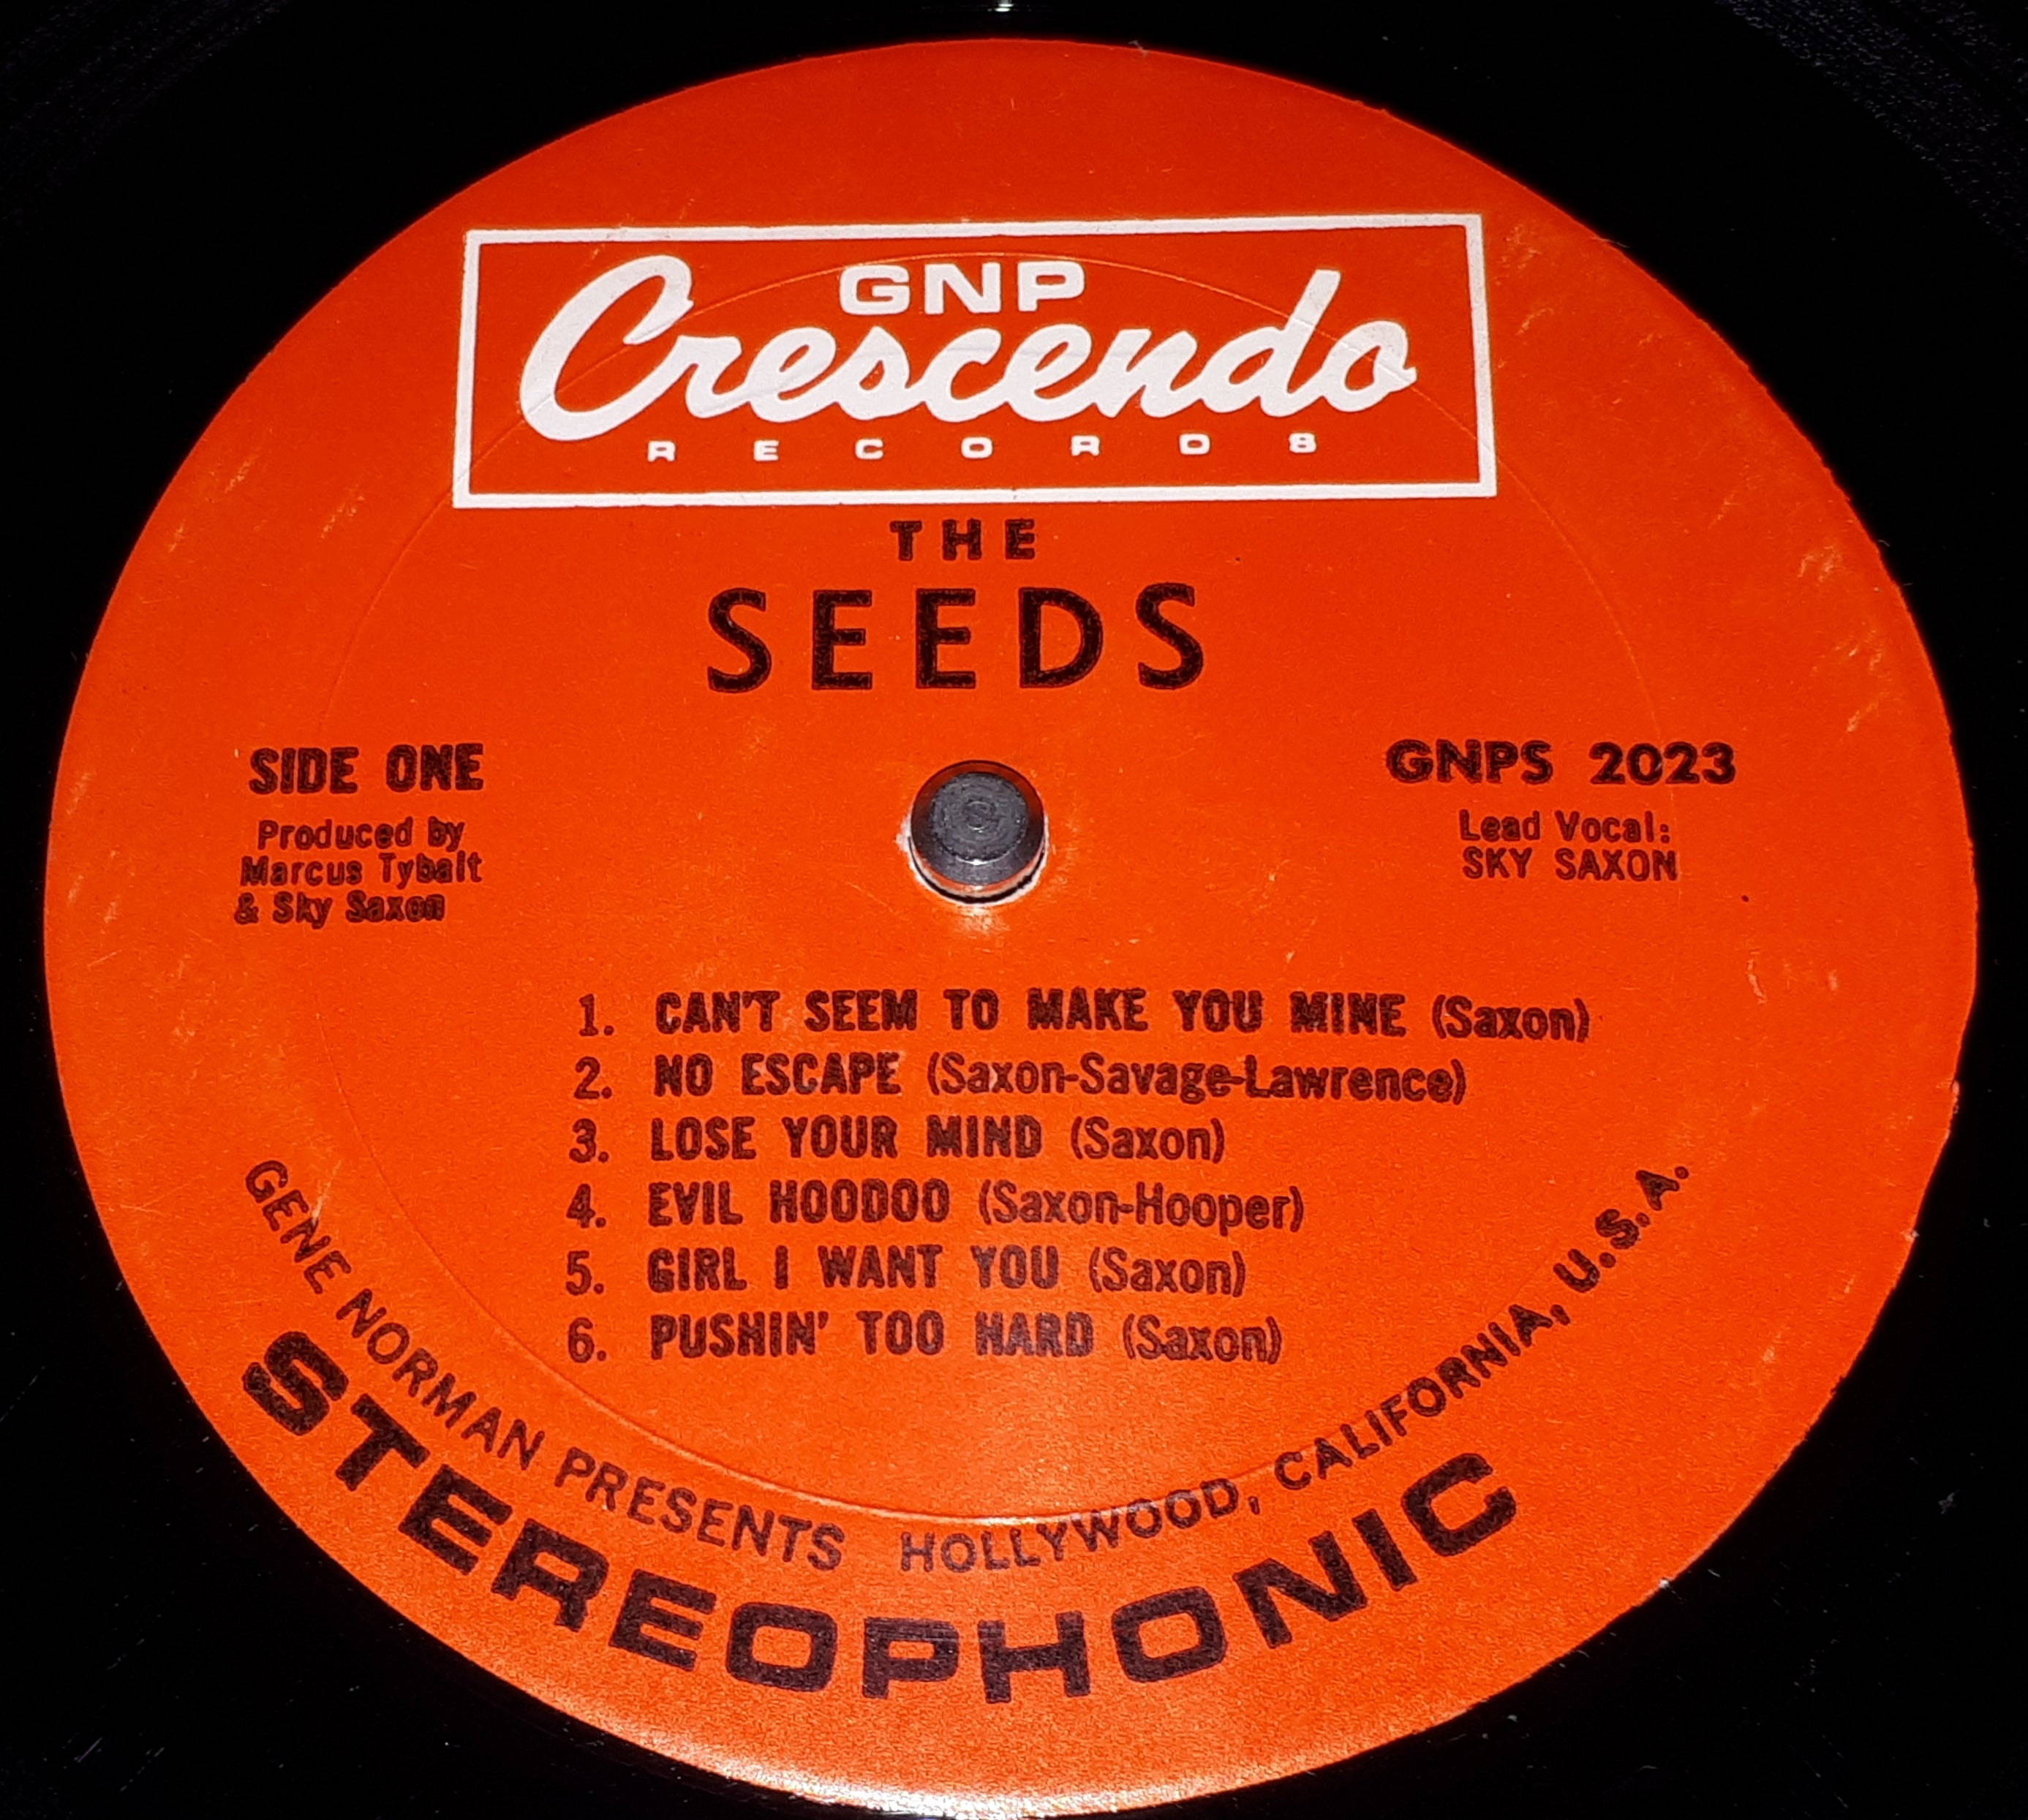 GNP
Crescendo
RECORDS
THE
SEEDS
SIDE ONE
Produced by
Marcus Tybalt
& Sky Saxon
GNPS 2023
Lead Vocal:
SKY SAXON
1. CAN'T SEEM TO MAKE YOU MINE (Saxon)
2. NO ESCAPE (Saxon-Savage-Lawrence)
3. LOSE YOUR MIND (Saxon)
4. EVIL HOODOO (Saxon-Hooper)
5. GIRL I WANT YOU (Saxon)
6. PUSHIN' TOO HARD (Saxon)
GENE NORMAN PRESENTS HOLLYWOOD, CALIFORNIA, U.S.A.
STEREOPHONIC